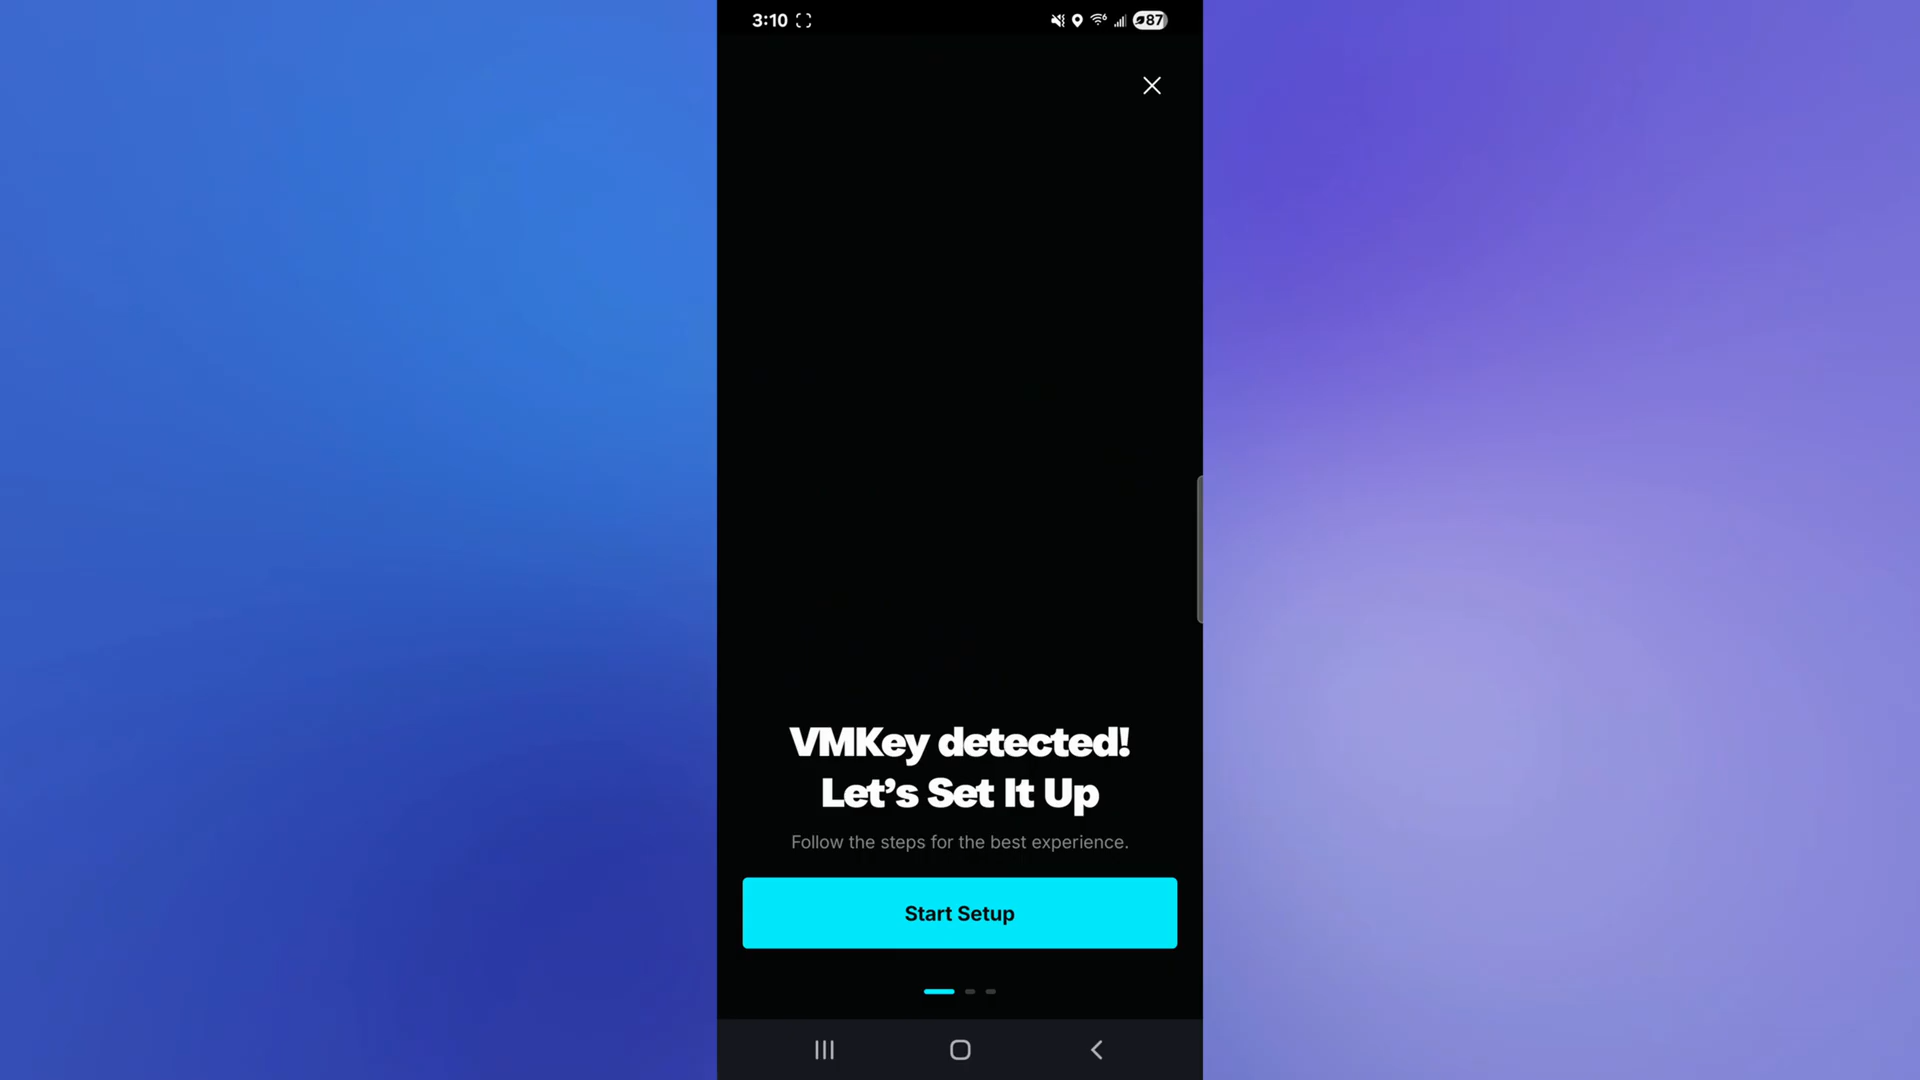 3:10
87
VMKey detected!
Let’s Set It Up
Follow the steps for the best experience.
Start Setup